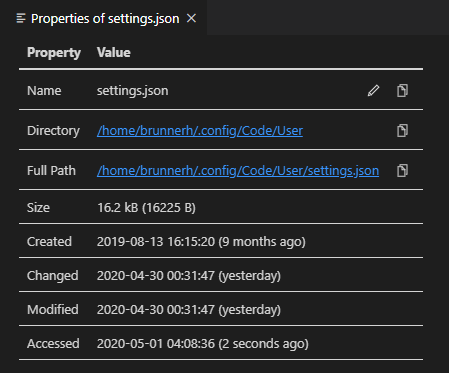 Properties of settings.json
Property Value
Name settings.json
Directory /home/brunnerh/.config/Code/User
Full Path /home/brunnerh/.config/Code/User/settings.json
Size 16.2 kB (16225 B)
Created 2019-08-13 16:15:20 (9 months ago)
Changed 2020-04-30 00:31:47 (yesterday)
Modified 2020-04-30 00:31:47 (yesterday)
Accessed 2020-05-01 04:08:36 (2 seconds ago)